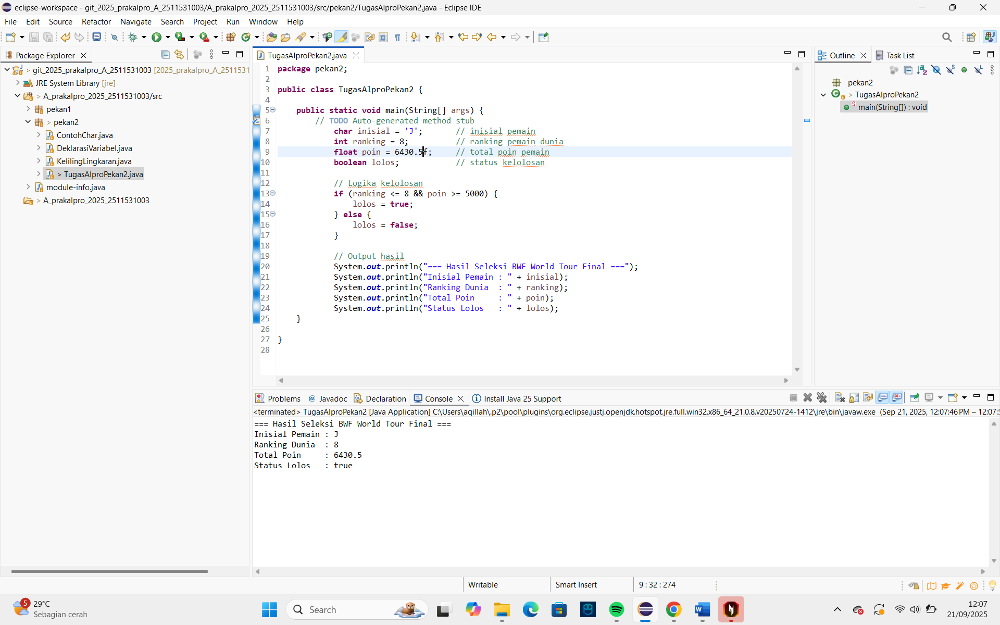 eclipse-workspace - git_2025_prakalpro_A_2511531003/A_prakalpro_2025_2511531003/src/pekan2/TugasAlproPekan2.java - Eclipse IDE
File Edit Source Refactor Navigate Search Project Run Window Help
Package Explorer
git_2025_prakalpro_A_2511531003 [2025_prakalpro_A_2511531
JRE System Library [jre]
> A_prakalpro_2025_2511531003/src
pekan1
> pekan2
ContohChar.java
DeklarasiVariabel.java
KelilingLingkaran.java
> TugasAlproPekan2.java
module-info.java
> A_prakalpro_2025_2511531003
TugasAlproPekan2.java
1 package pekan2;
2
3 public class TugasAlproPekan2 {
4
5 public static void main(String[] args) {
6 // TODO Auto-generated method stub
7 char inisial = 'J'; // inisial pemain
8 int ranking = 8; // ranking pemain dunia
9 float poin = 6430.5f; // total poin pemain
10 boolean lolos; // status kelolosan
11
12 // Logika kelolosan
13 if (ranking <= 8 && poin >= 5000) {
14 lolos = true;
15 } else {
16 lolos = false;
17 }
18
19 // Output hasil
20 System.out.println("=== Hasil Seleksi BWF World Tour Final ===");
21 System.out.println("Inisial Pemain : " + inisial);
22 System.out.println("Ranking Dunia  : " + ranking);
23 System.out.println("Total Poin     : " + poin);
24 System.out.println("Status Lolos   : " + lolos);
25 }
26
27 }
28
Outline Task List
pekan2
> TugasAlproPekan2
main(String[]) : void
Problems Javadoc Declaration Console Install Java 25 Support
<terminated> TugasAlproPekan2 [Java Application] C:\Users\aqillah\.p2\pool\plugins\org.eclipse.justj.openjdk.hotspot.jre.full.win32.x86_64_21.0.8.v20250724-1412\jre\bin\javaw.exe (Sep 21, 2025, 12:07:46 PM – 12:07:
=== Hasil Seleksi BWF World Tour Final ===
Inisial Pemain : J
Ranking Dunia  : 8
Total Poin     : 6430.5
Status Lolos   : true
Writable Smart Insert 9 : 32 : 274
5
29°C
Sebagian cerah
Search
12:07
21/09/2025